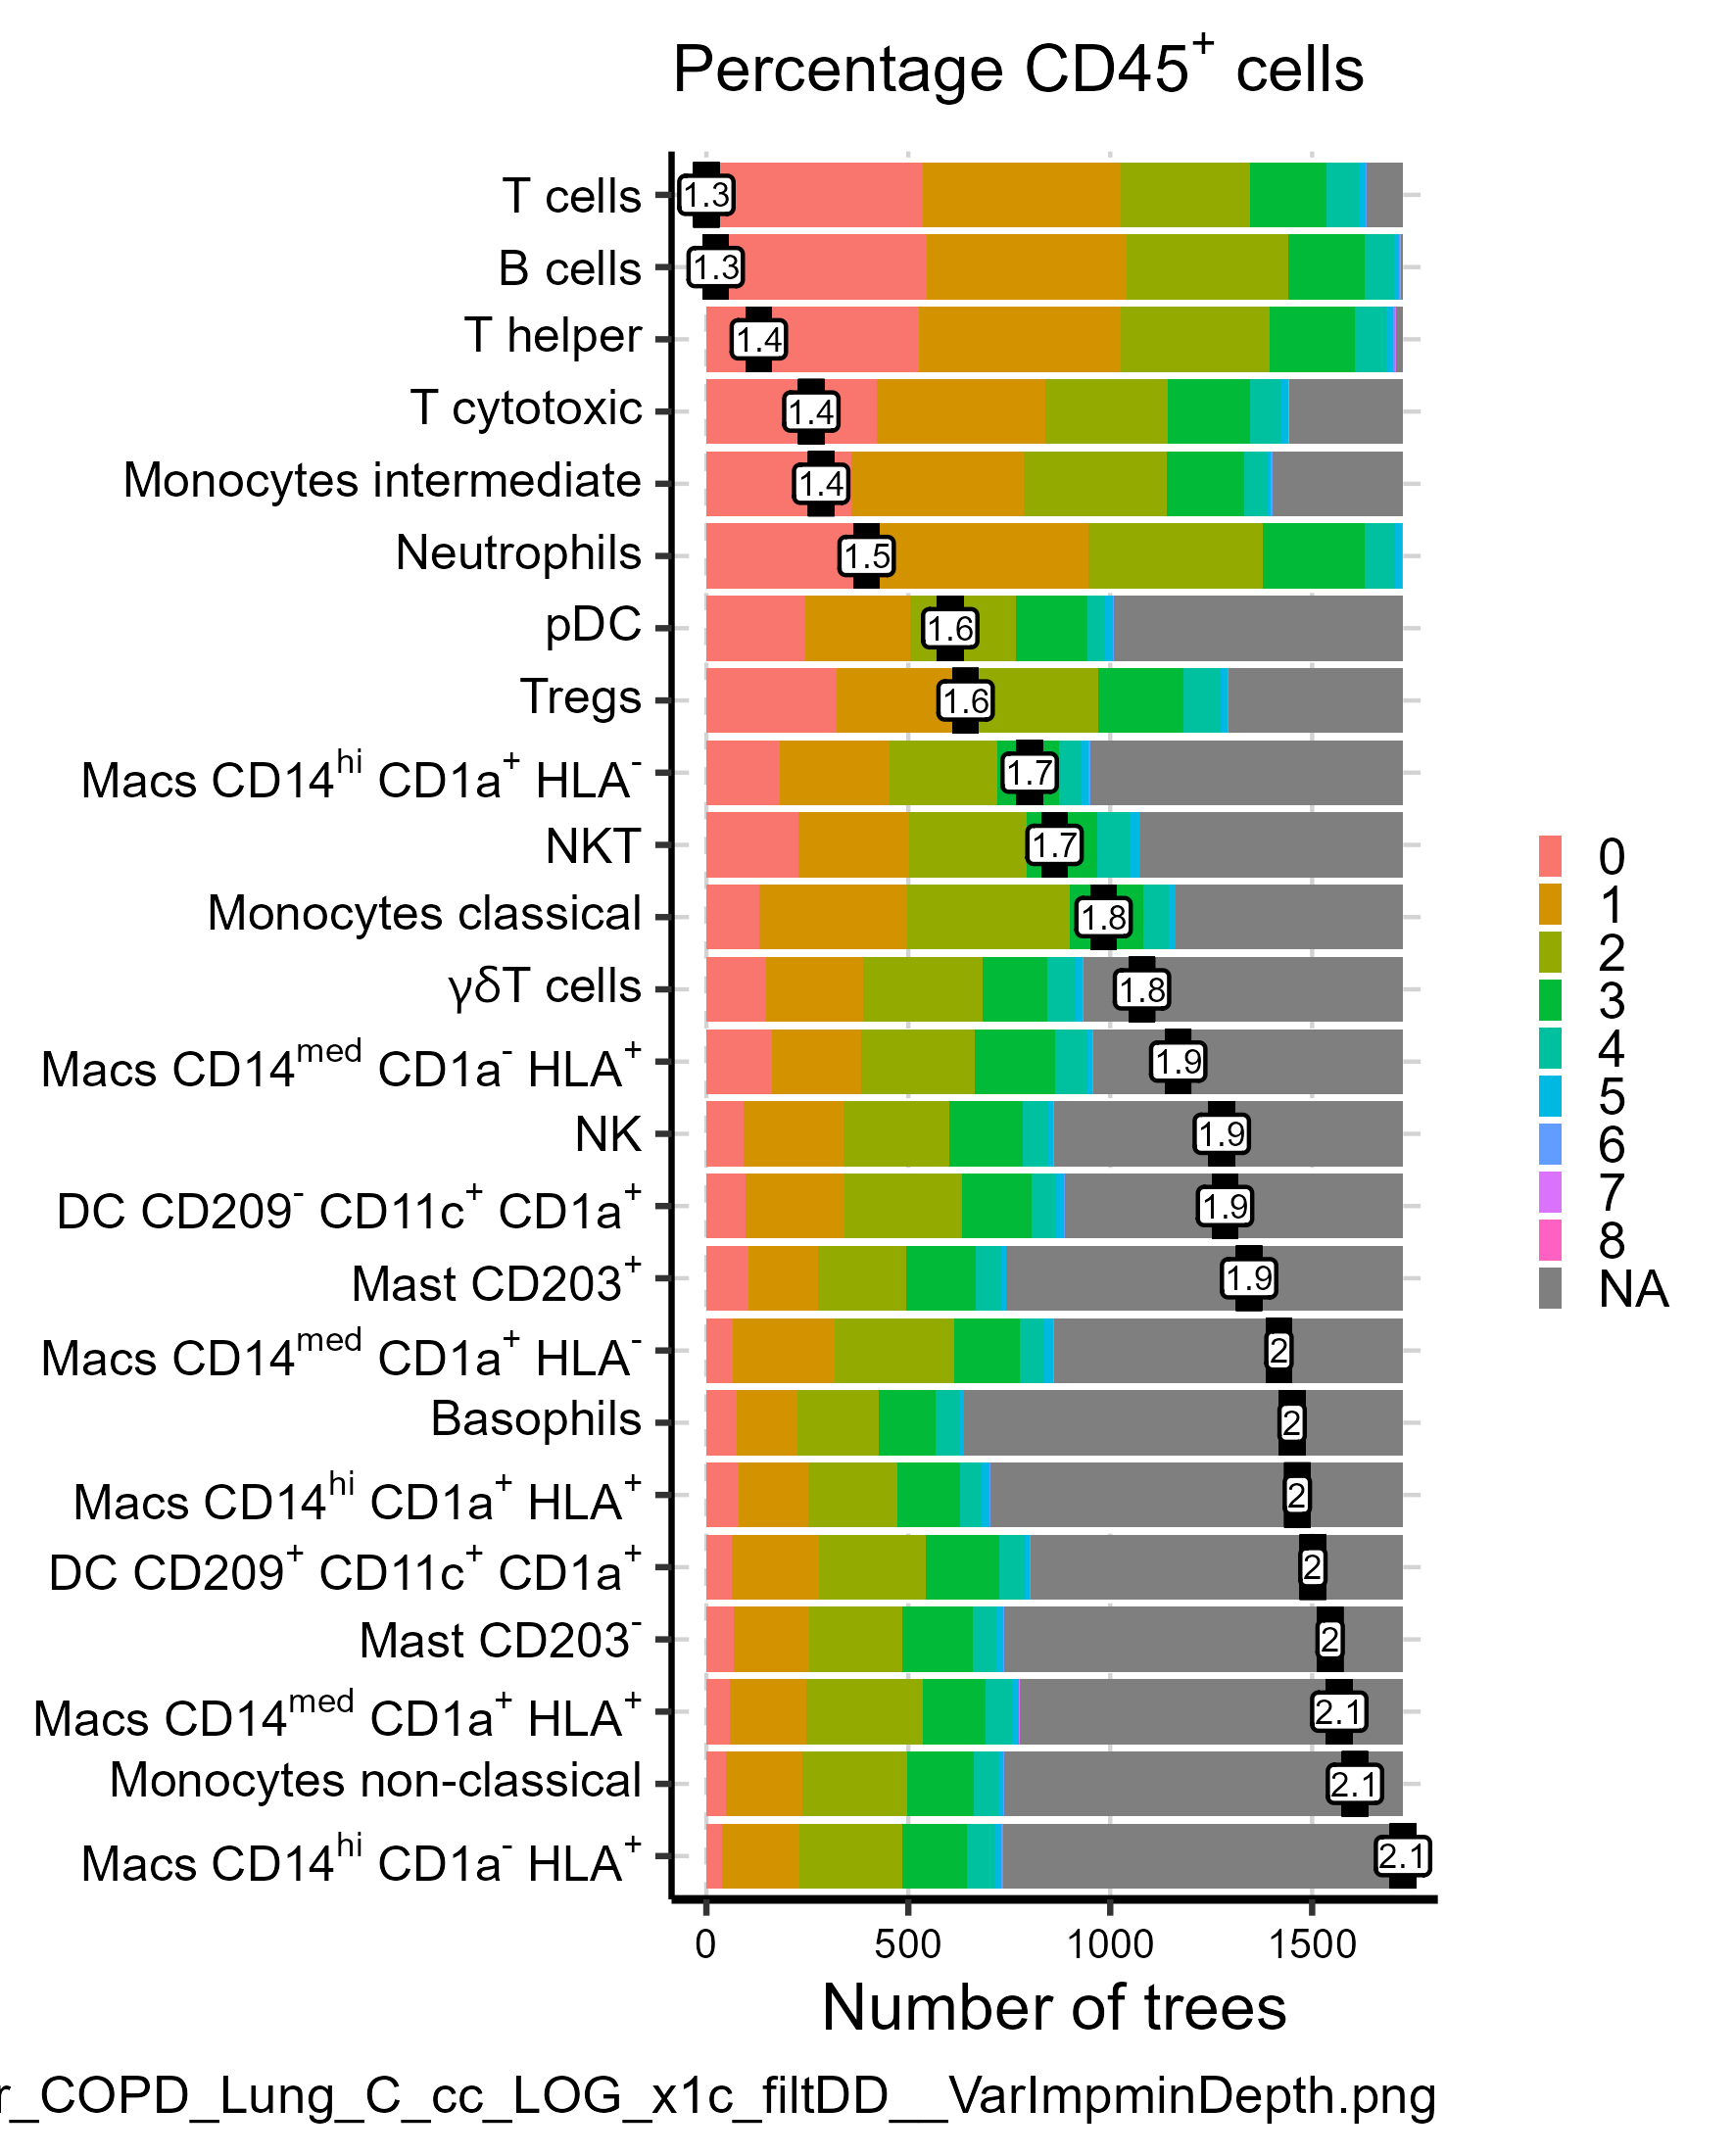 Percentage CD45⁺ cells
T cells 1.3
B cells 1.3
T helper 1.4
T cytotoxic 1.4
Monocytes intermediate 1.4
Neutrophils 1.5
pDC 1.6
Tregs 1.6
Macs CD14ʰⁱ CD1a⁺ HLA⁻ 1.7
NKT 1.7
Monocytes classical 1.8
γδT cells 1.8
Macs CD14ᵐᵉᵈ CD1a⁻ HLA⁺ 1.9
NK 1.9
DC CD209⁻ CD11c⁺ CD1a⁺ 1.9
Mast CD203⁺ 1.9
Macs CD14ᵐᵉᵈ CD1a⁺ HLA⁻ 2
Basophils 2
Macs CD14ʰⁱ CD1a⁺ HLA⁺ 2
DC CD209⁺ CD11c⁺ CD1a⁺ 2
Mast CD203⁻ 2
Macs CD14ᵐᵉᵈ CD1a⁺ HLA⁺ 2.1
Monocytes non-classical 2.1
Macs CD14ʰⁱ CD1a⁻ HLA⁺ 2.1
0 500 1000 1500
Number of trees
0
1
2
3
4
5
6
7
8
NA
r_COPD_Lung_C_cc_LOG_x1c_filtDD__VarImpminDepth.png